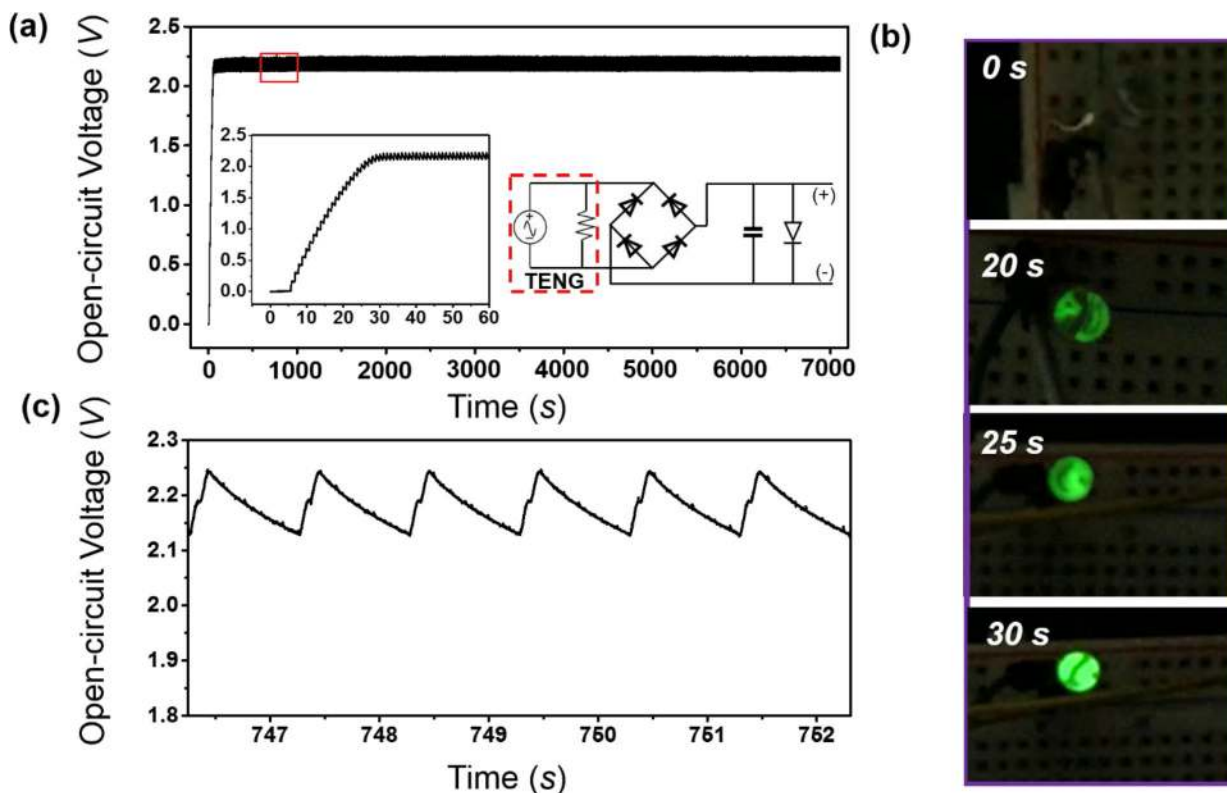 (a)
Open-circuit Voltage (V)
2.5
2.0
1.5
1.0
0.5
0.0
2.5
2.0
1.5
1.0
0.5
0.0
0 10 20 30 40 50 60
TENG
(+)
(-)
0 1000 2000 3000 4000 5000 6000 7000
Time (s)
(b)
0 s
20 s
25 s
30 s
(c)
Open-circuit Voltage (V)
2.3
2.2
2.1
2.0
1.9
1.8
747 748 749 750 751 752
Time (s)